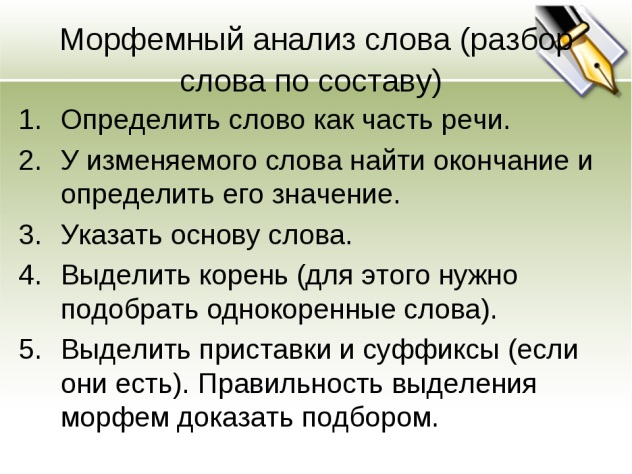 Морфемный анализ слова (разбор
слова по составу)
1. Определить слово как часть речи.
2. У изменяемого слова найти окончание и
определить его значение.
3. Указать основу слова.
4. Выделить корень (для этого нужно
подобрать однокоренные слова).
5. Выделить приставки и суффиксы (если
они есть). Правильность выделения
морфем доказать подбором.